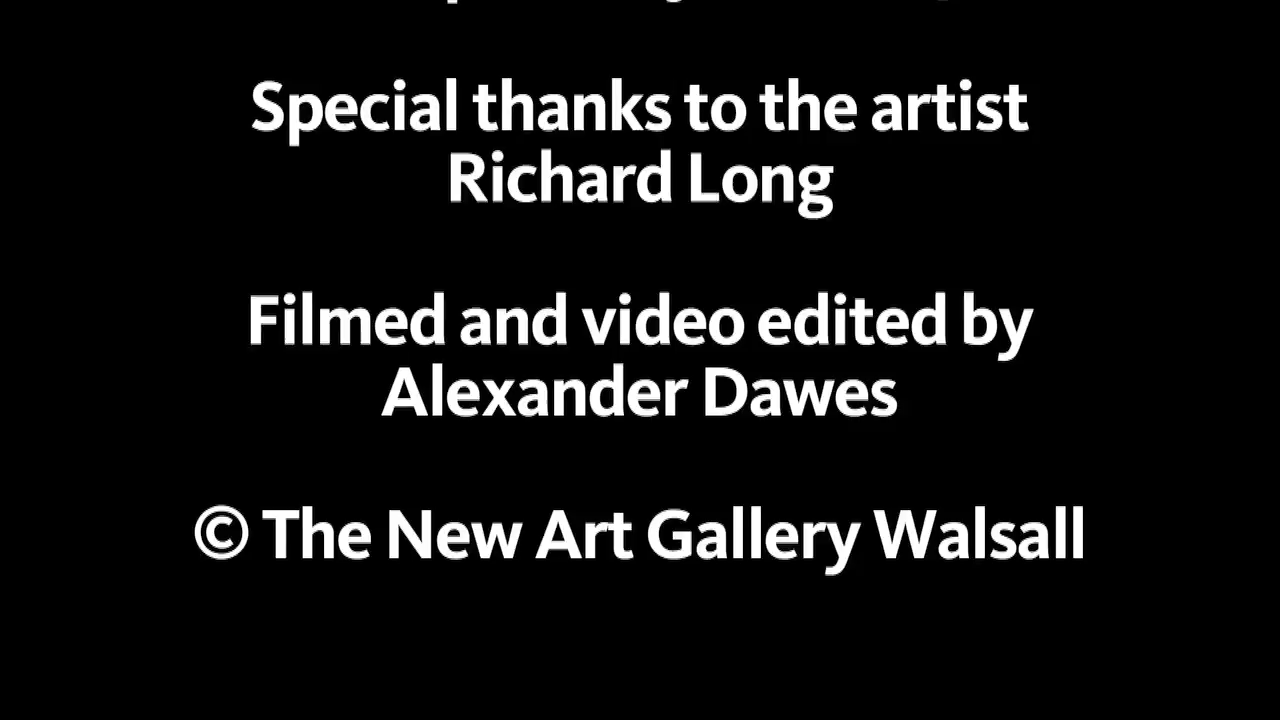 Special thanks to the artist
Richard Long
Filmed and video edited by
Alexander Dawes
© The New Art Gallery Walsall